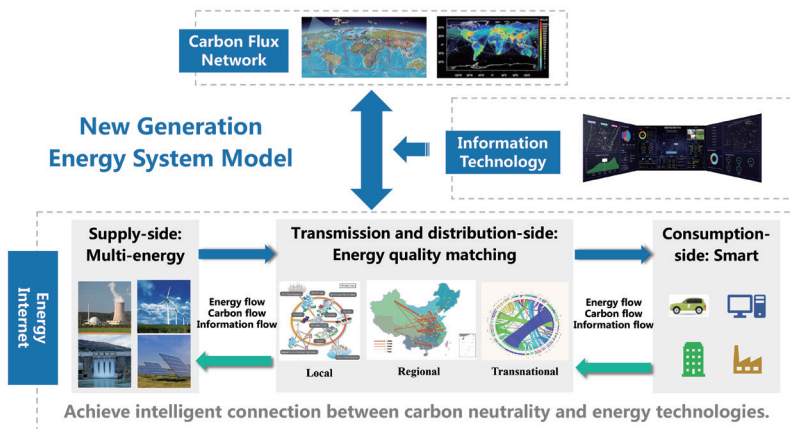 Carbon Flux
Network
New Generation
Energy System Model
Information
Technology
Energy
Internet
Supply-side:
Multi-energy
Transmission and distribution-side:
Energy quality matching
Consumption-
side: Smart
Energy flow
Carbon flow
Information flow
Energy flow
Carbon flow
Information flow
Local
Regional
Transnational
Achieve intelligent connection between carbon neutrality and energy technologies.